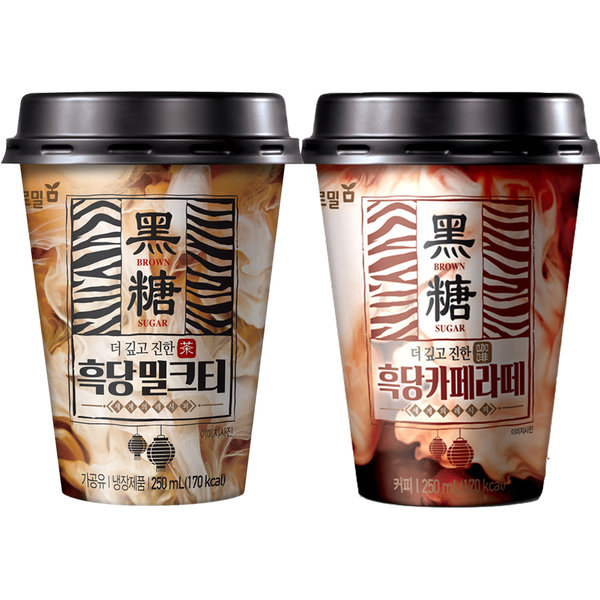 르밀
黑
BROWN
糖
SUGAR
더 깊고 진한 茶
흑당밀크티
이미지사진
가공유 | 냉장제품 | 250 mL(170 kcal)
르밀
黑
BROWN
糖
SUGAR
더 깊고 진한 咖啡
흑당카페라떼
이미지사진
커피 | 250 mL(170 kcal)